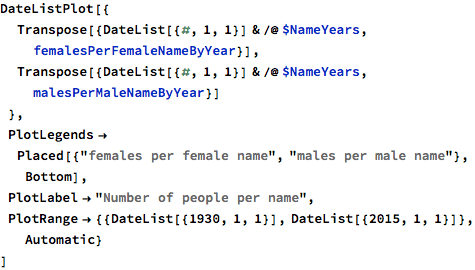 DateListPlot[{
Transpose[{DateList[{#, 1, 1}] & /@ $NameYears,
femalesPerFemaleNameByYear}],
Transpose[{DateList[{#, 1, 1}] & /@ $NameYears,
malesPerMaleNameByYear}]
},
PlotLegends →
Placed[{"females per female name", "males per male name"},
Bottom],
PlotLabel → "Number of people per name",
PlotRange → {{DateList[{1930, 1, 1}], DateList[{2015, 1, 1}]},
Automatic}
]